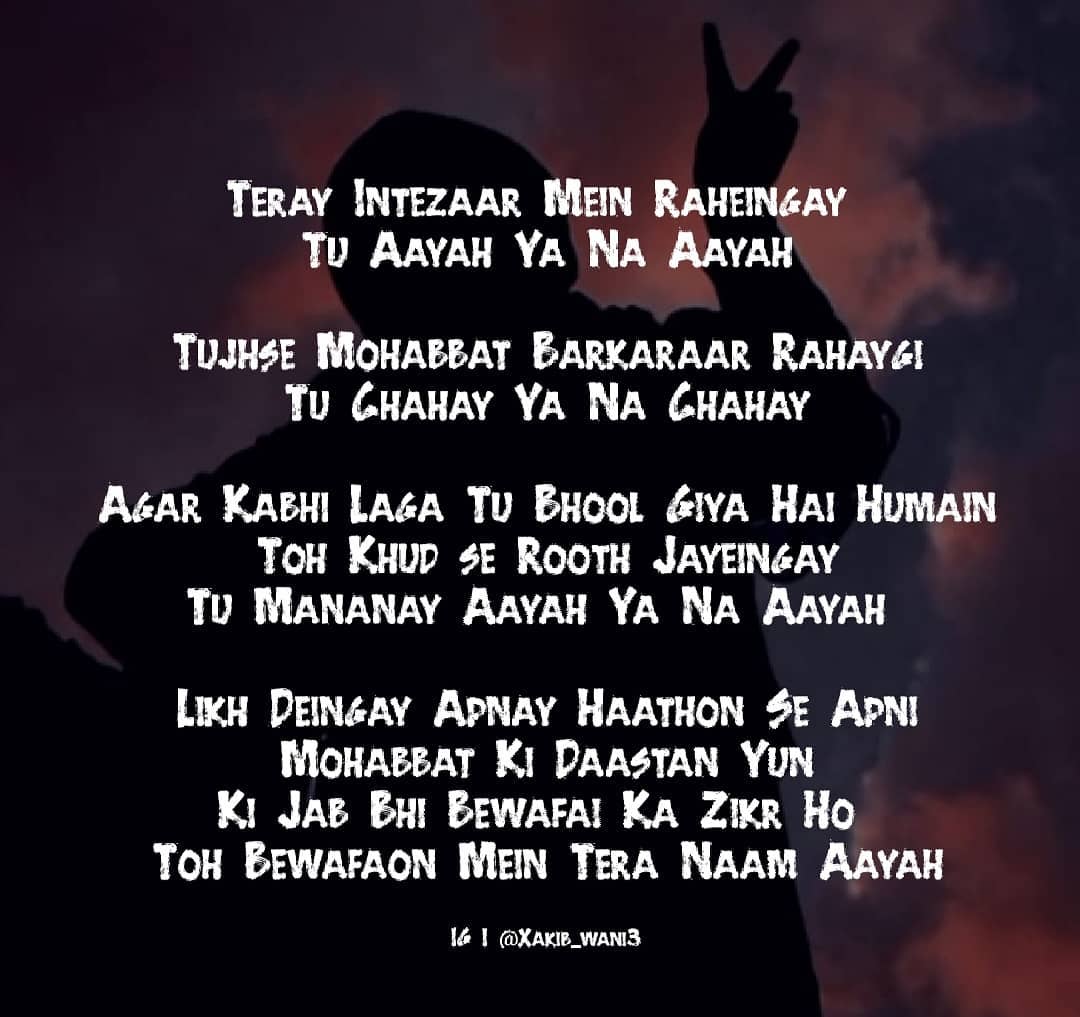 Teray Intezaar Mein Raheingay
Tu Aayah Ya Na Aayah
Tujhse Mohabbat Barkaraar Rahaygi
Tu Chahay Ya Na Chahay
Agar Kabhi Laga Tu Bhool Giya Hai Humain
Toh Khud se Rooth Jayeingay
Tu Mananay Aayah Ya Na Aayah
Likh Deingay Apnay Haathon Se Apni
Mohabbat Ki Daastan Yun
Ki Jab Bhi Bewafai Ka Zikr Ho
Toh Bewafaon Mein Tera Naam Aayah
IG | @Xakib_wani3